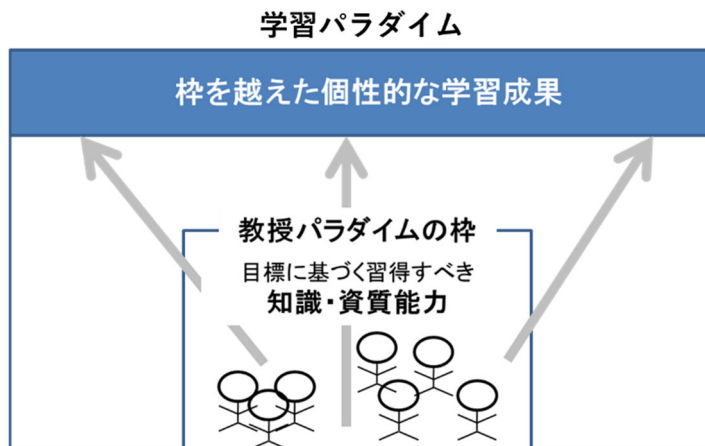 学習パラダイム
枠を越えた個性的な学習成果
教授パラダイムの枠
目標に基づく習得すべき
知識・資質能力